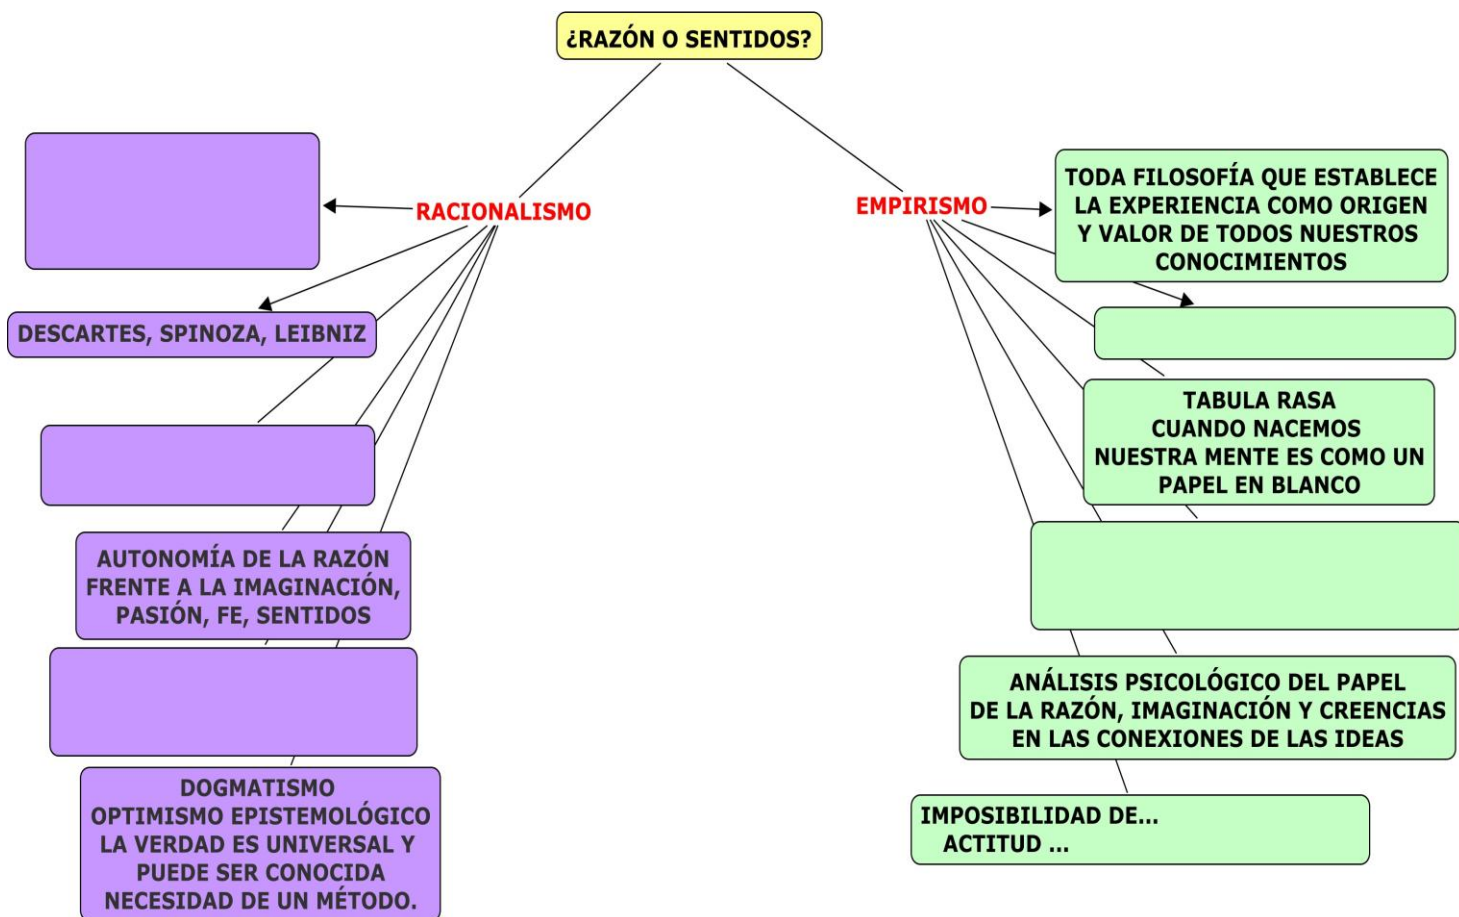 ¿RAZÓN O SENTIDOS?
RACIONALISMO
DESCARTES, SPINOZA, LEIBNIZ
AUTONOMÍA DE LA RAZÓN
FRENTE A LA IMAGINACIÓN,
PASIÓN, FE, SENTIDOS
DOGMATISMO
OPTIMISMO EPISTEMOLÓGICO
LA VERDAD ES UNIVERSAL Y
PUEDE SER CONOCIDA
NECESIDAD DE UN MÉTODO.
EMPIRISMO
TODA FILOSOFÍA QUE ESTABLECE
LA EXPERIENCIA COMO ORIGEN
Y VALOR DE TODOS NUESTROS
CONOCIMIENTOS
TABULA RASA
CUANDO NACEMOS
NUESTRA MENTE ES COMO UN
PAPEL EN BLANCO
ANÁLISIS PSICOLÓGICO DEL PAPEL
DE LA RAZÓN, IMAGINACIÓN Y CREENCIAS
EN LAS CONEXIONES DE LAS IDEAS
IMPOSIBILIDAD DE...
ACTITUD ...